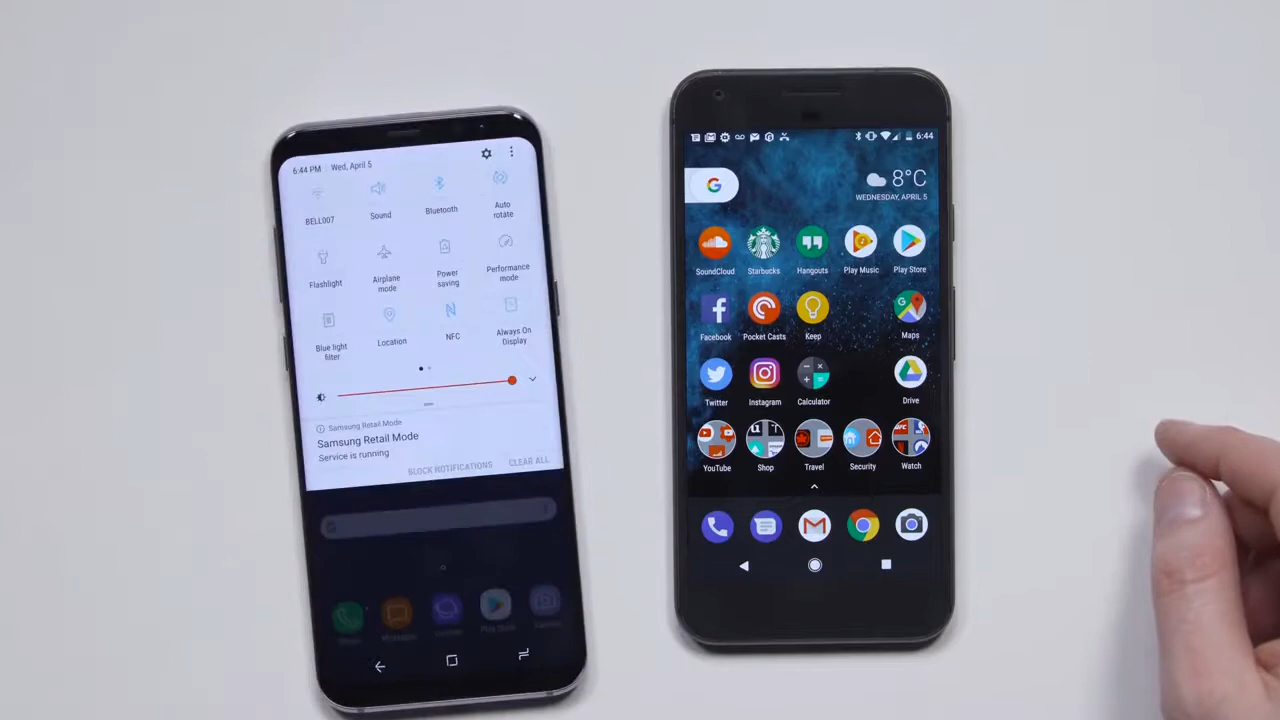 6:44 PM Wed, April 5
BELL007
Sound
Bluetooth
Auto
rotate
Flashlight
Airplane
mode
Power
saving
Performance
mode
Blue light
filter
Location
NFC
Always On
Display
Samsung Retail Mode
Samsung Retail Mode
Service is running
BLOCK NOTIFICATIONS
CLEAR ALL
Play Store
6:44
G
8°C
WEDNESDAY, APRIL 5
SoundCloud
Starbucks
Hangouts
Play Music
Play Store
Facebook
Pocket Casts
Keep
Maps
Twitter
Instagram
Calculator
Drive
YouTube
Shop
Travel
Security
Watch